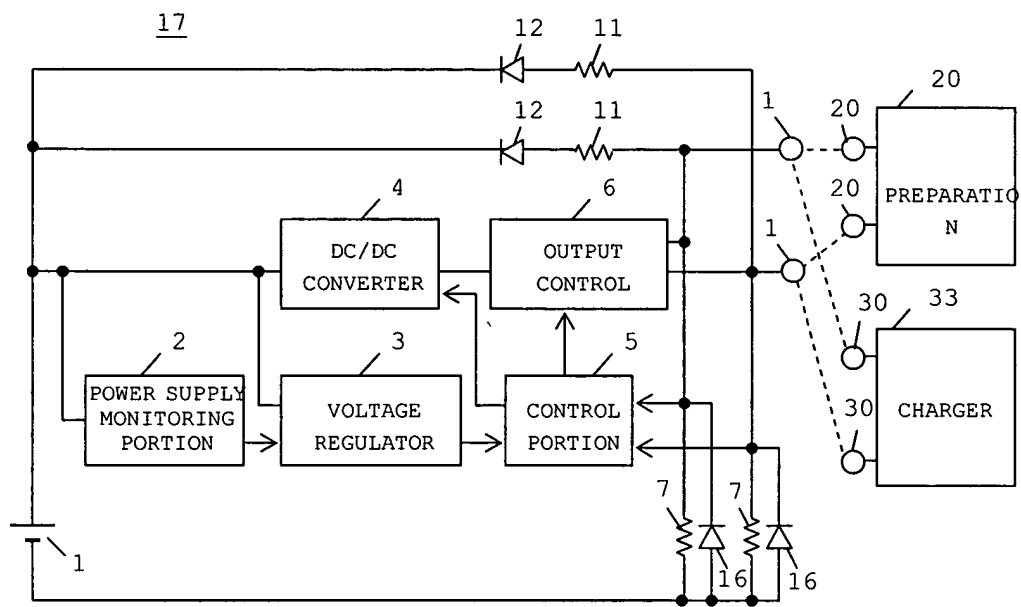 17
12
11
12
11
1
20
20
PREPARATIO
N
20
4
6
DC/DC
CONVERTER
OUTPUT
CONTROL
1
2
3
5
30
33
POWER SUPPLY
MONITORING
PORTION
VOLTAGE
REGULATOR
CONTROL
PORTION
CHARGER
30
7
7
1
16
16